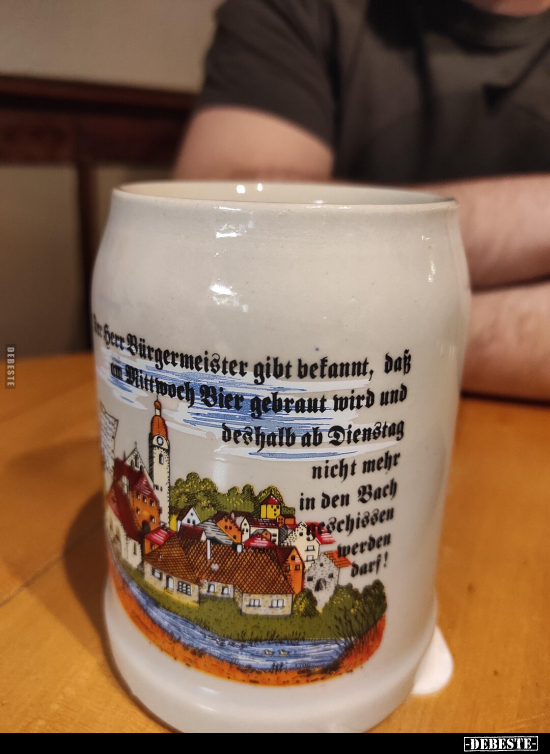 Der Herr Bürgermeister gibt bekannt, daß
am Mittwoch Bier gebraut wird und
deshalb ab Dienstag
nicht mehr
in den Bach
geschissen
werden
darf!
DEBESTE
-DEBESTE-